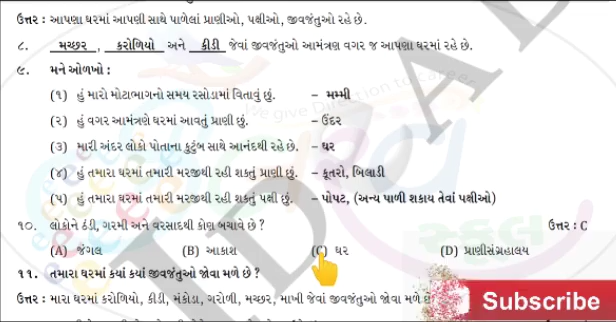 ઉત્તર : આપણા ઘરમાં આપણી સાથે પાળેલાં પ્રાણીઓ, પક્ષીઓ, જીવજંતુઓ રહે છે.
૮. મચ્છર , કરોળિયો અને કીડી જેવાં જીવજંતુઓ આમંત્રણ વગર જ આપણા ઘરમાં રહે છે.
૯. મને ઓળખો :
(૧) હું મારો મોટાભાગનો સમય રસોડામાં વિતાવું છું. – મમ્મી
(૨) હું વગર આમંત્રણે ઘરમાં આવતું પ્રાણી છું. – ઉંદર
(૩) મારી અંદર લોકો પોતાના કુટુંબ સાથે આનંદથી રહે છે. – ઘર
(૪) હું તમારા ઘરમાં તમારી મરજીથી રહી શકતું પ્રાણી છું. – કૂતરો, બિલાડી
(૫) હું તમારા ઘરમાં તમારી મરજીથી રહી શકતું પક્ષી છું. – પોપટ, (અન્ય પાળી શકાય તેવાં પક્ષીઓ)
૧૦. લોકોને ઠંડી, ગરમી અને વરસાદથી કોણ બચાવે છે ? ઉત્તર : C
(A) જંગલ (B) આકાશ (C) ઘર (D) પ્રાણીસંગ્રહાલય
૧૧. તમારા ઘરમાં ક્યાં ક્યાં જીવજંતુઓ જોવા મળે છે ?
ઉત્તર : મારા ઘરમાં કરોળિયો, કીડી, મંકોડા, ગરોળી, મચ્છર, માખી જેવાં જીવજંતુઓ જોવા મળે
Subscribe